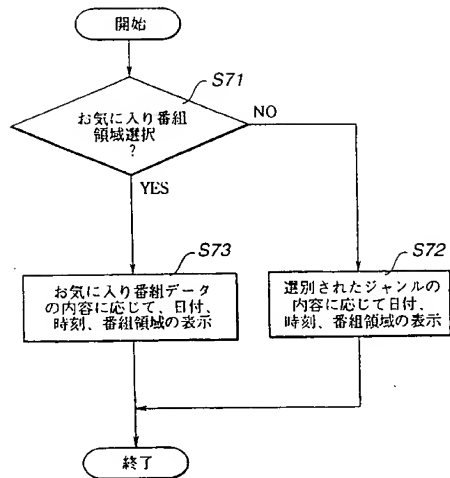 開始
S71
お気に入り番組
領域選択
?
NO
YES
S73
お気に入り番組データ
の内容に応じて、日付、
時刻、番組領域の表示
S72
選別されたジャンルの
内容に応じて日付、
時刻、番組領域の表示
終了